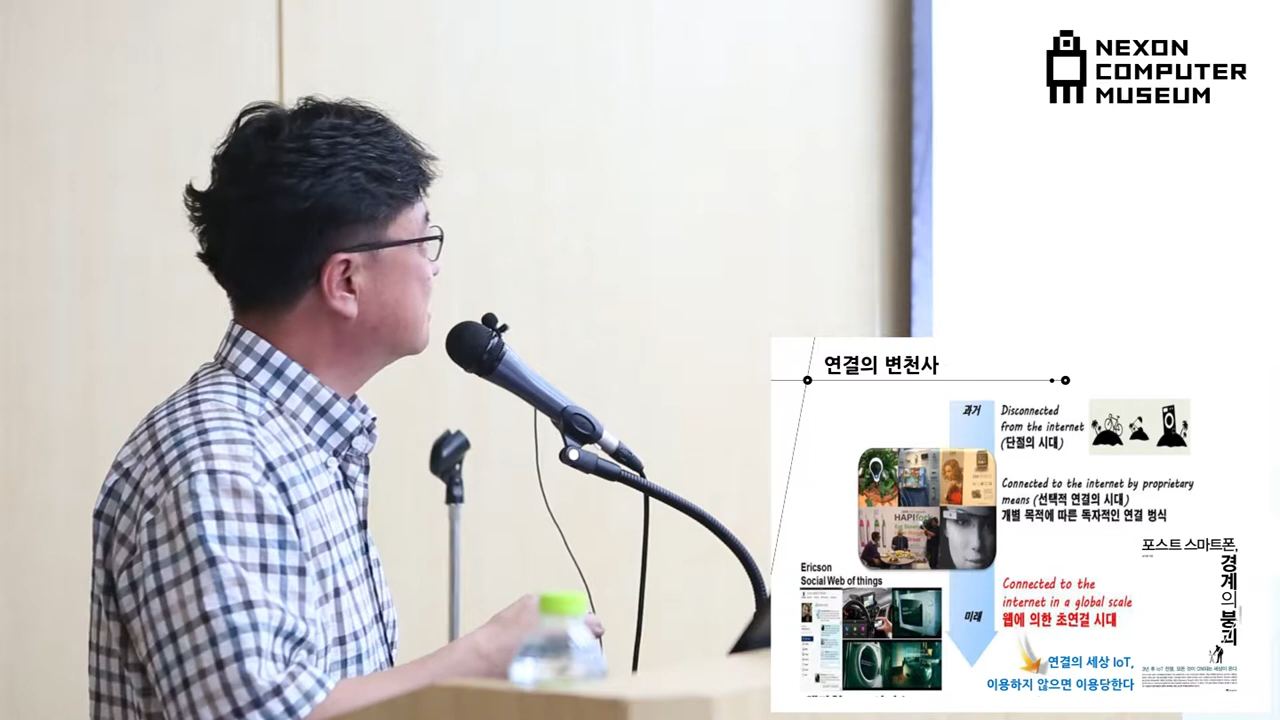 NEXON
COMPUTER
MUSEUM
연결의 변천사
과거
Disconnected
from the internet
(단절의 시대)
Connected to the internet by proprietary
means (선택적 연결의 시대)
개별 목적에 따른 독자적인 연결 방식
HAPIfork
포스트 스마트폰,
경계의 붕괴
Ericson
Social Web of things
미래
Connected to the
internet in a global scale
웹에 의한 초연결 시대
연결의 세상 IoT,
이용하지 않으면 이용당한다